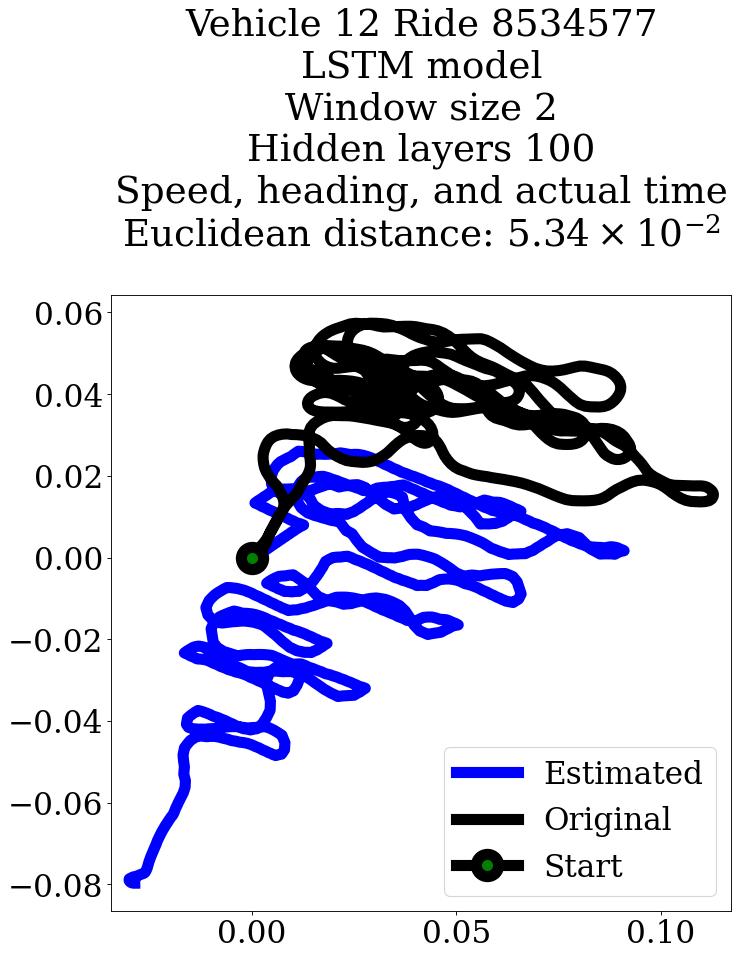 Vehicle 12 Ride 8534577
LSTM model
Window size 2
Hidden layers 100
Speed, heading, and actual time
Euclidean distance: 5.34 × 10⁻²
0.06
0.04
0.02
0.00
−0.02
−0.04
−0.06
−0.08
Estimated
Original
Start
0.00 0.05 0.10